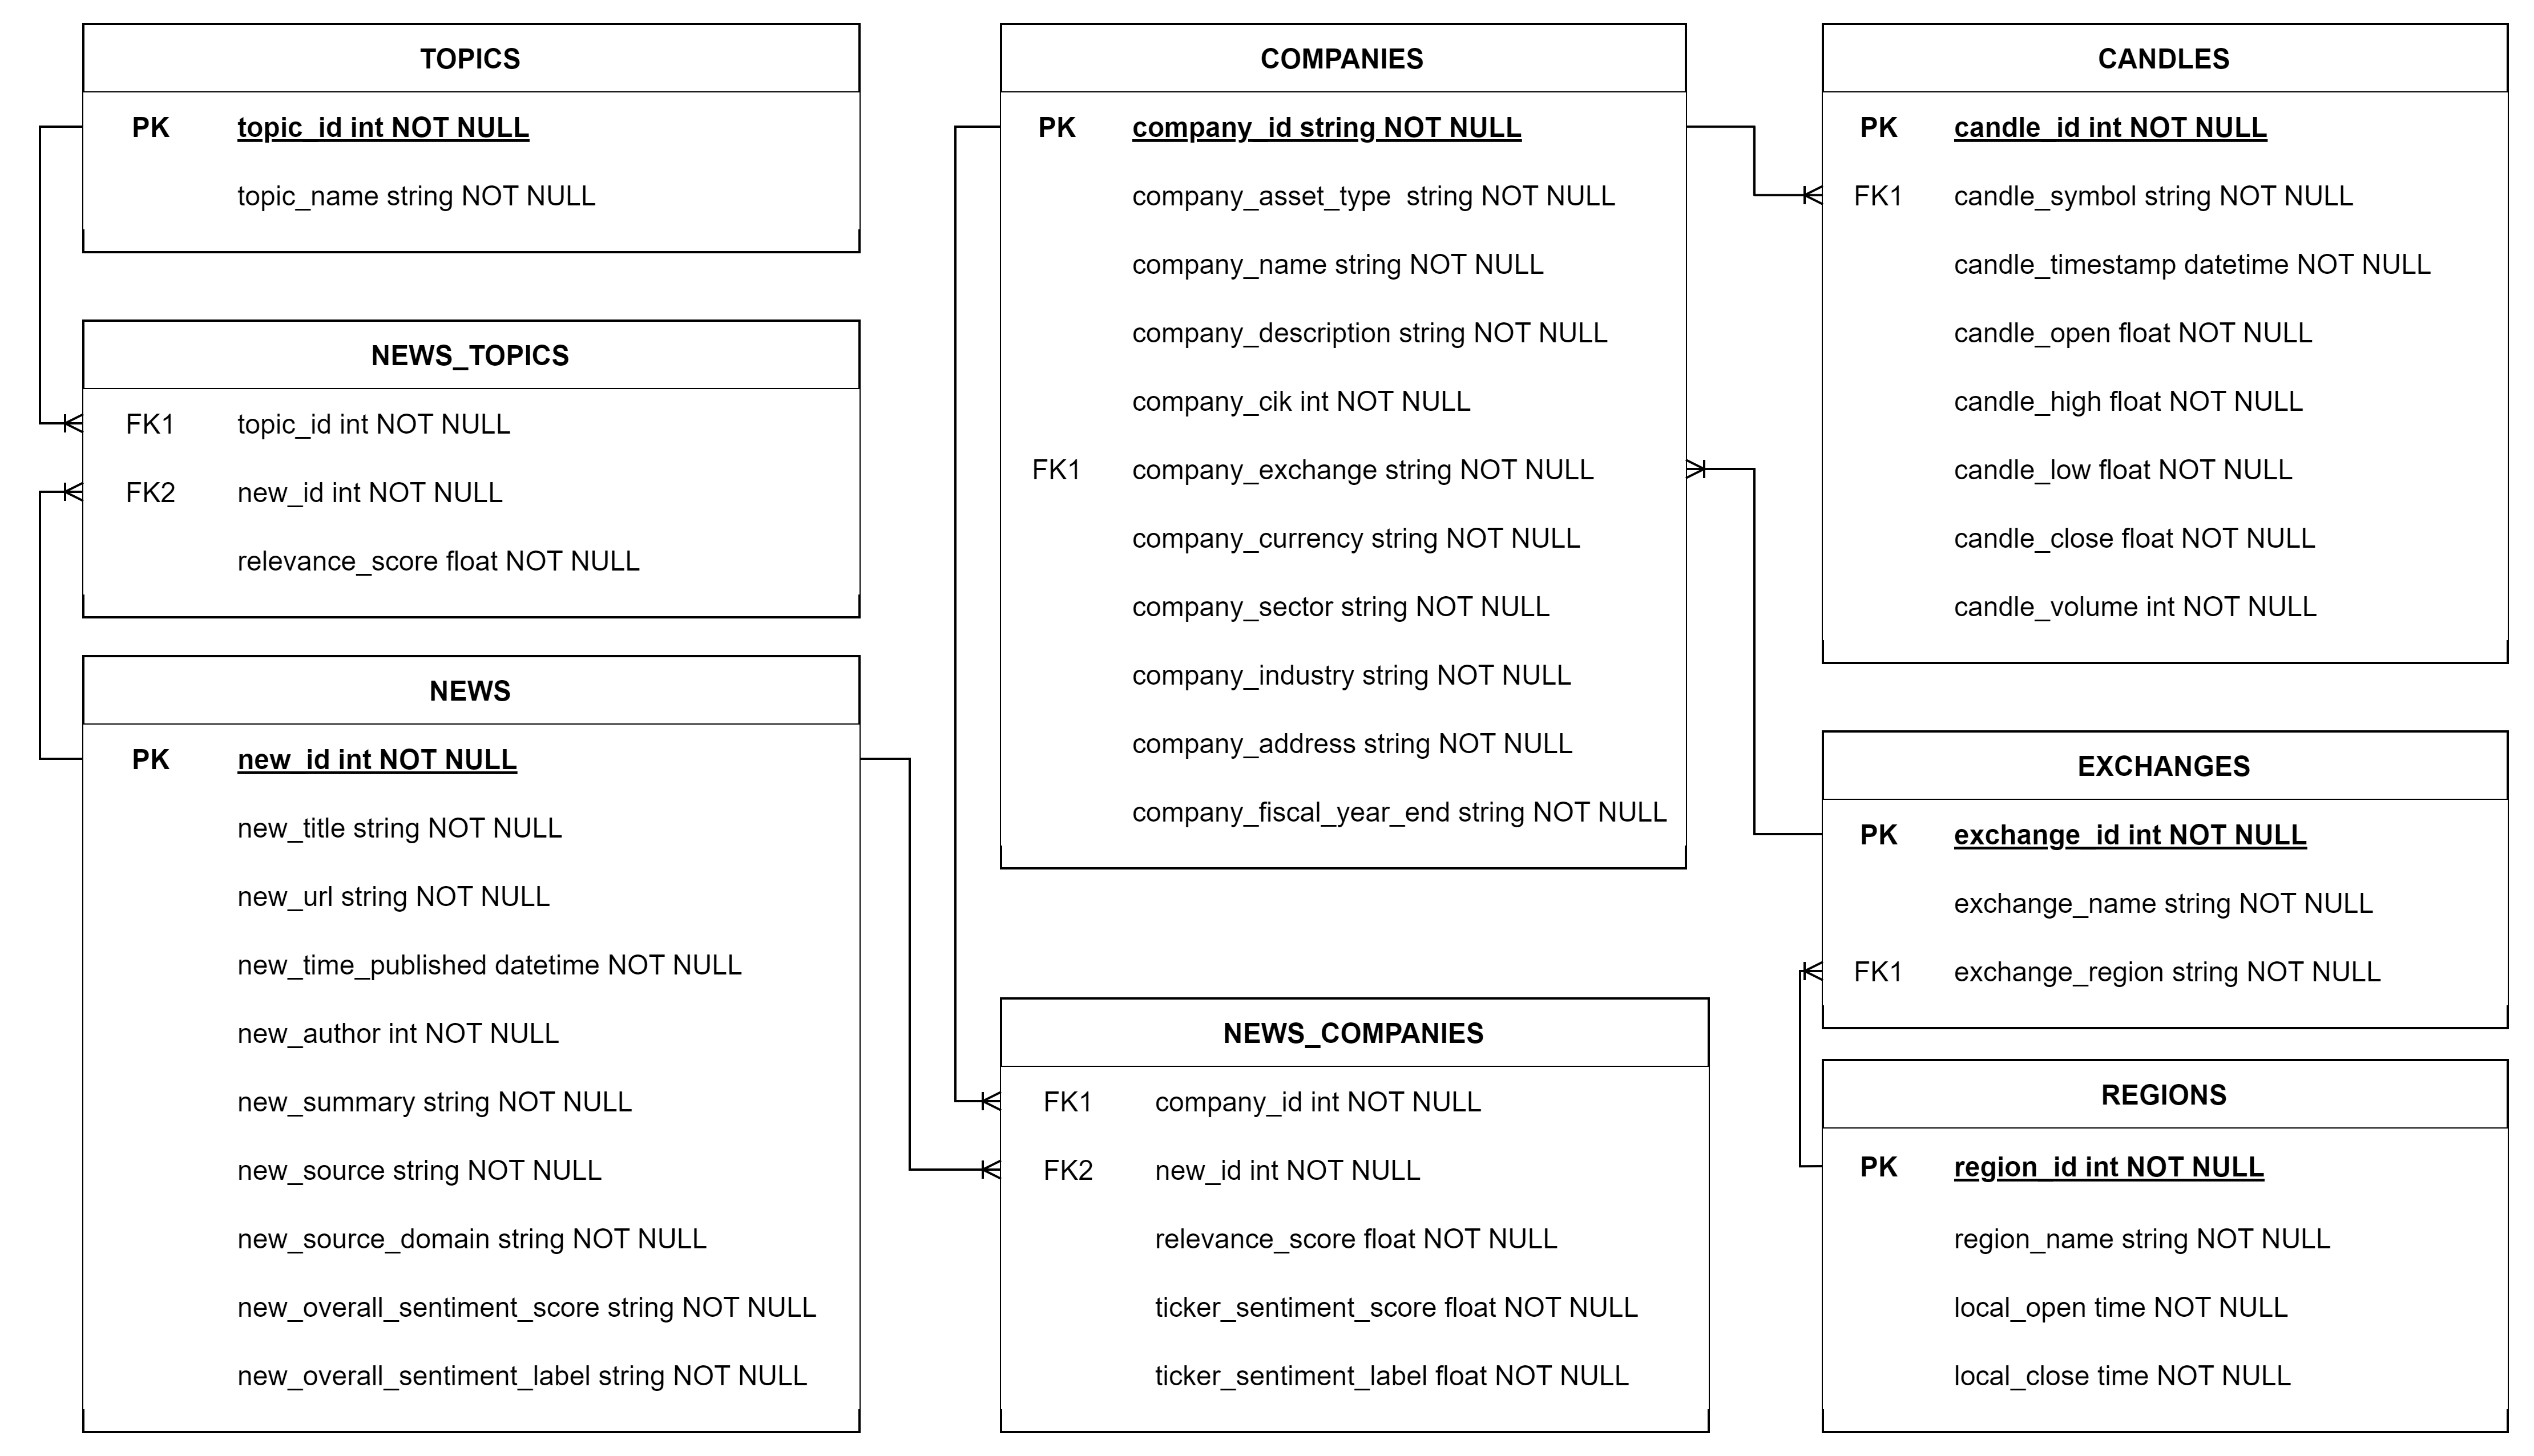 TOPICS
PK topic_id int NOT NULL
topic_name string NOT NULL
NEWS_TOPICS
FK1 topic_id int NOT NULL
FK2 new_id int NOT NULL
relevance_score float NOT NULL
NEWS
PK new_id int NOT NULL
new_title string NOT NULL
new_url string NOT NULL
new_time_published datetime NOT NULL
new_author int NOT NULL
new_summary string NOT NULL
new_source string NOT NULL
new_source_domain string NOT NULL
new_overall_sentiment_score string NOT NULL
new_overall_sentiment_label string NOT NULL
COMPANIES
PK company_id string NOT NULL
company_asset_type string NOT NULL
company_name string NOT NULL
company_description string NOT NULL
company_cik int NOT NULL
FK1 company_exchange string NOT NULL
company_currency string NOT NULL
company_sector string NOT NULL
company_industry string NOT NULL
company_address string NOT NULL
company_fiscal_year_end string NOT NULL
NEWS_COMPANIES
FK1 company_id int NOT NULL
FK2 new_id int NOT NULL
relevance_score float NOT NULL
ticker_sentiment_score float NOT NULL
ticker_sentiment_label float NOT NULL
CANDLES
PK candle_id int NOT NULL
FK1 candle_symbol string NOT NULL
candle_timestamp datetime NOT NULL
candle_open float NOT NULL
candle_high float NOT NULL
candle_low float NOT NULL
candle_close float NOT NULL
candle_volume int NOT NULL
EXCHANGES
PK exchange_id int NOT NULL
exchange_name string NOT NULL
FK1 exchange_region string NOT NULL
REGIONS
PK region_id int NOT NULL
region_name string NOT NULL
local_open time NOT NULL
local_close time NOT NULL